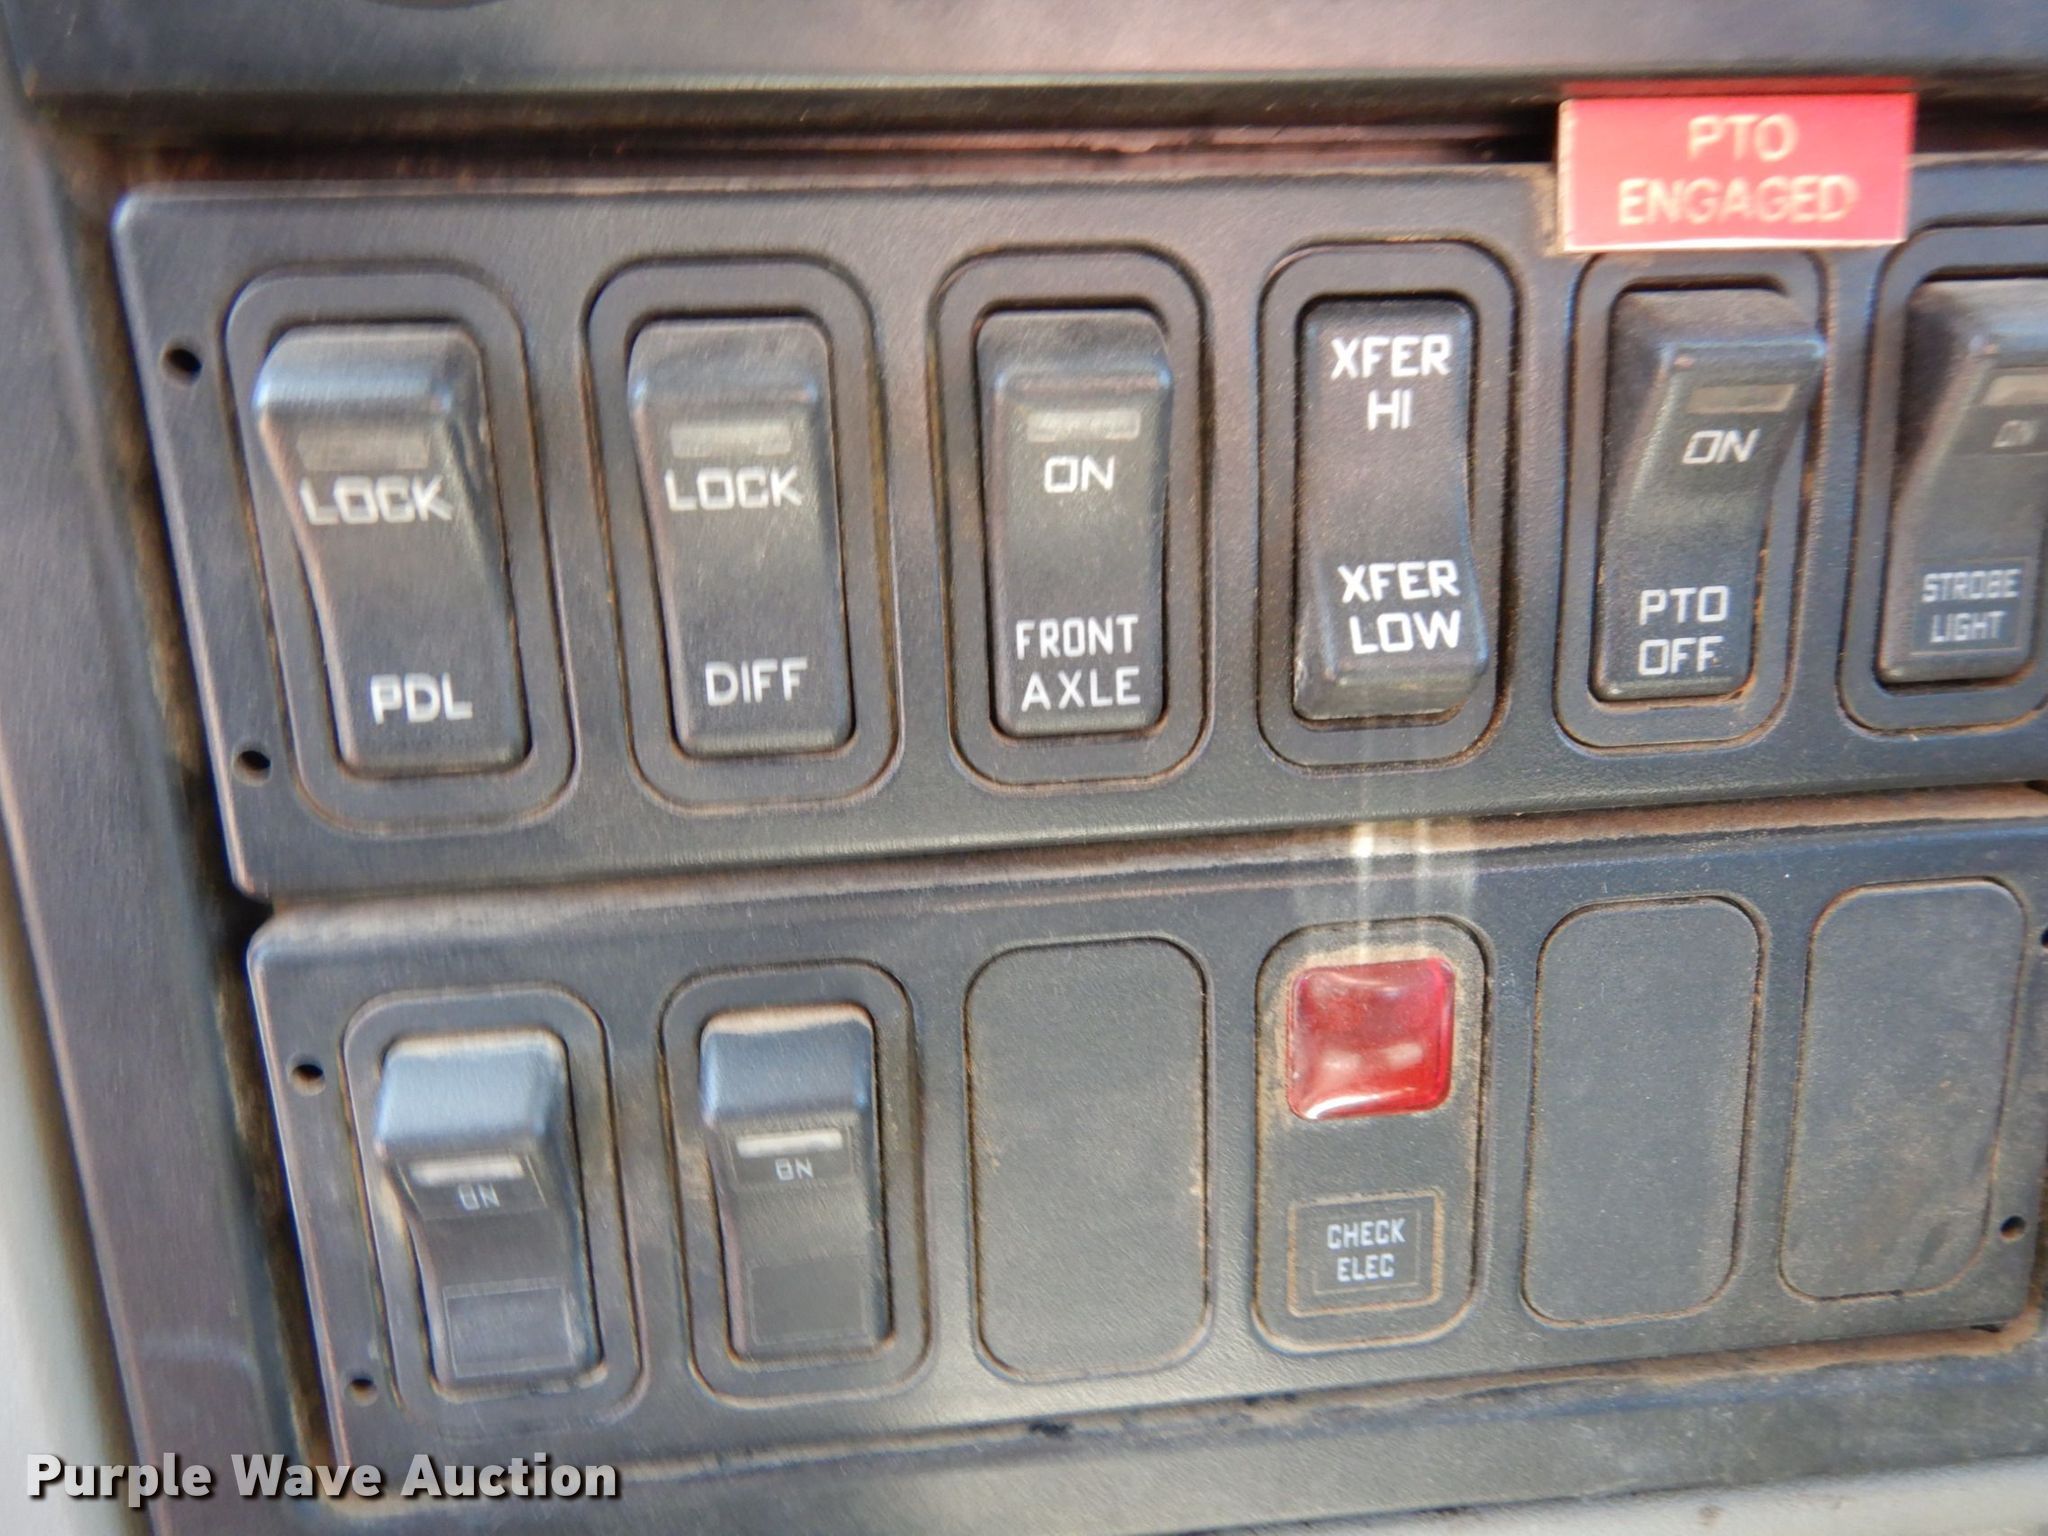 PTO
ENGAGED
LOCK
PDL
LOCK
DIFF
ON
FRONT
AXLE
XFER
HI
XFER
LOW
ON
PTO
OFF
ON
STROBE
LIGHT
ON
ON
CHECK
ELEC
Purple Wave Auction